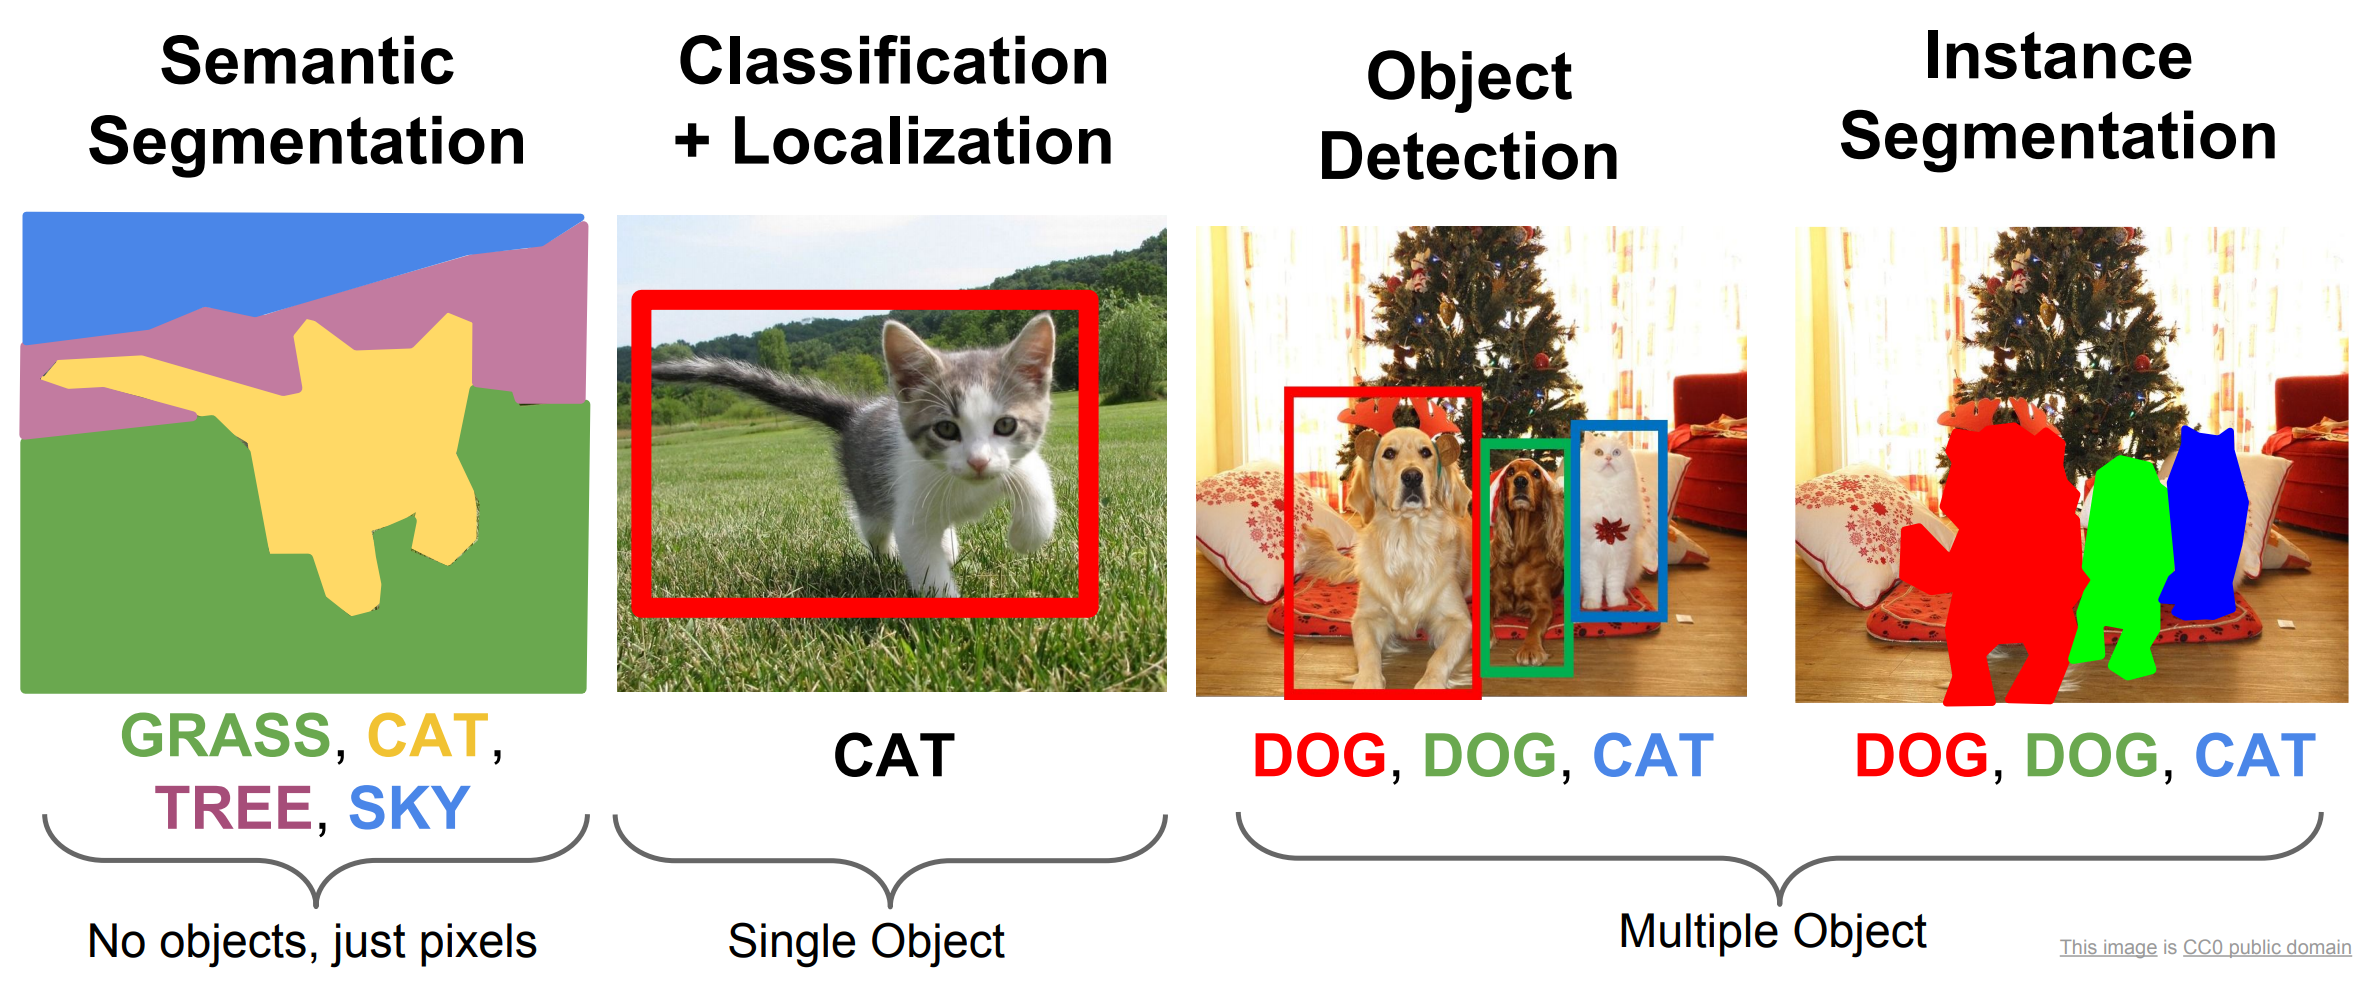 Semantic
Segmentation
Classification
+ Localization
Object
Detection
Instance
Segmentation
GRASS, CAT,
TREE, SKY
CAT
DOG, DOG, CAT
DOG, DOG, CAT
No objects, just pixels
Single Object
Multiple Object
This image is CC0 public domain